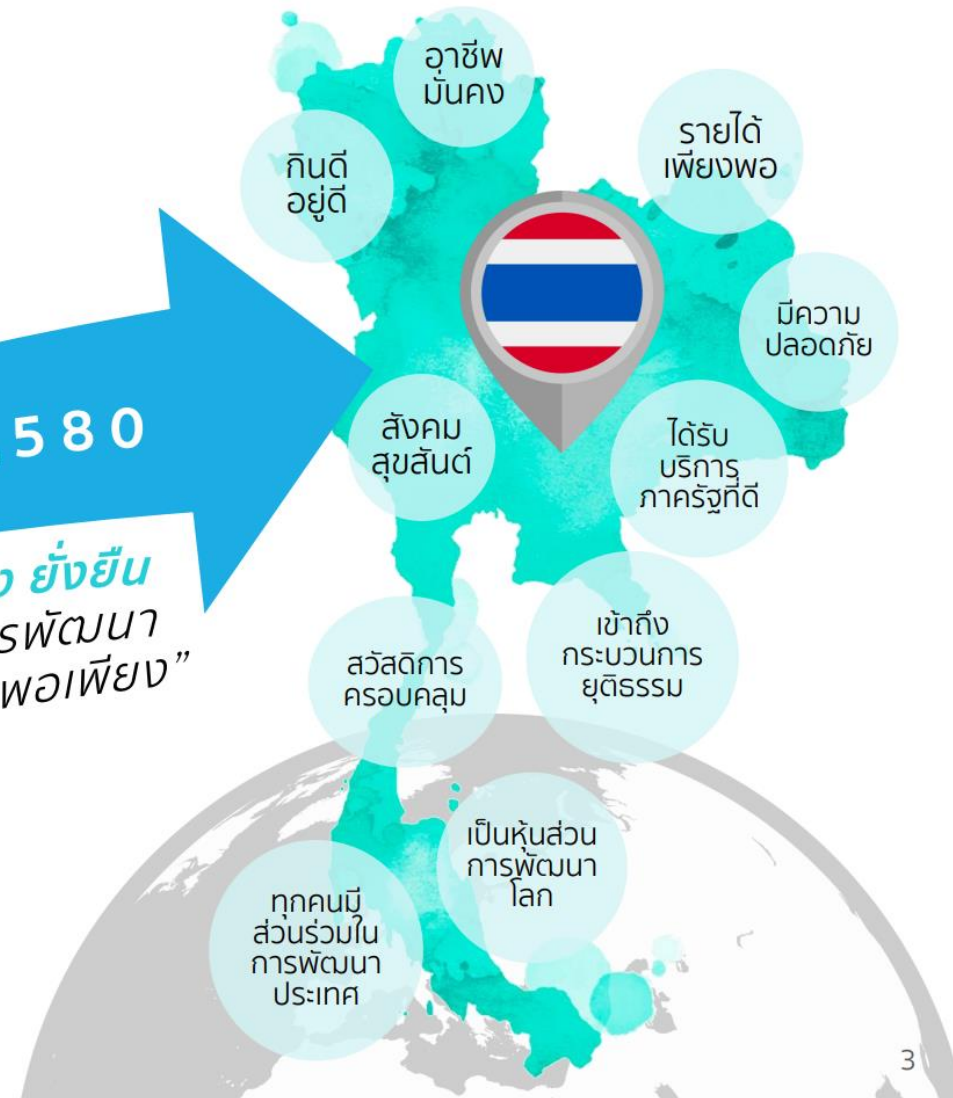 อาชีพ
มั่นคง
รายได้
เพียงพอ
กินดี
อยู่ดี
มีความ
ปลอดภัย
580
สังคม
สุขสันต์
ได้รับ
บริการ
ภาครัฐที่ดี
ยั่งยืน
รพัฒนา
พอเพียง”
เข้าถึง
กระบวนการ
ยุติธรรม
สวัสดิการ
ครอบคลุม
เป็นหุ้นส่วน
การพัฒนา
โลก
ทุกคนมี
ส่วนร่วมใน
การพัฒนา
ประเทศ
3